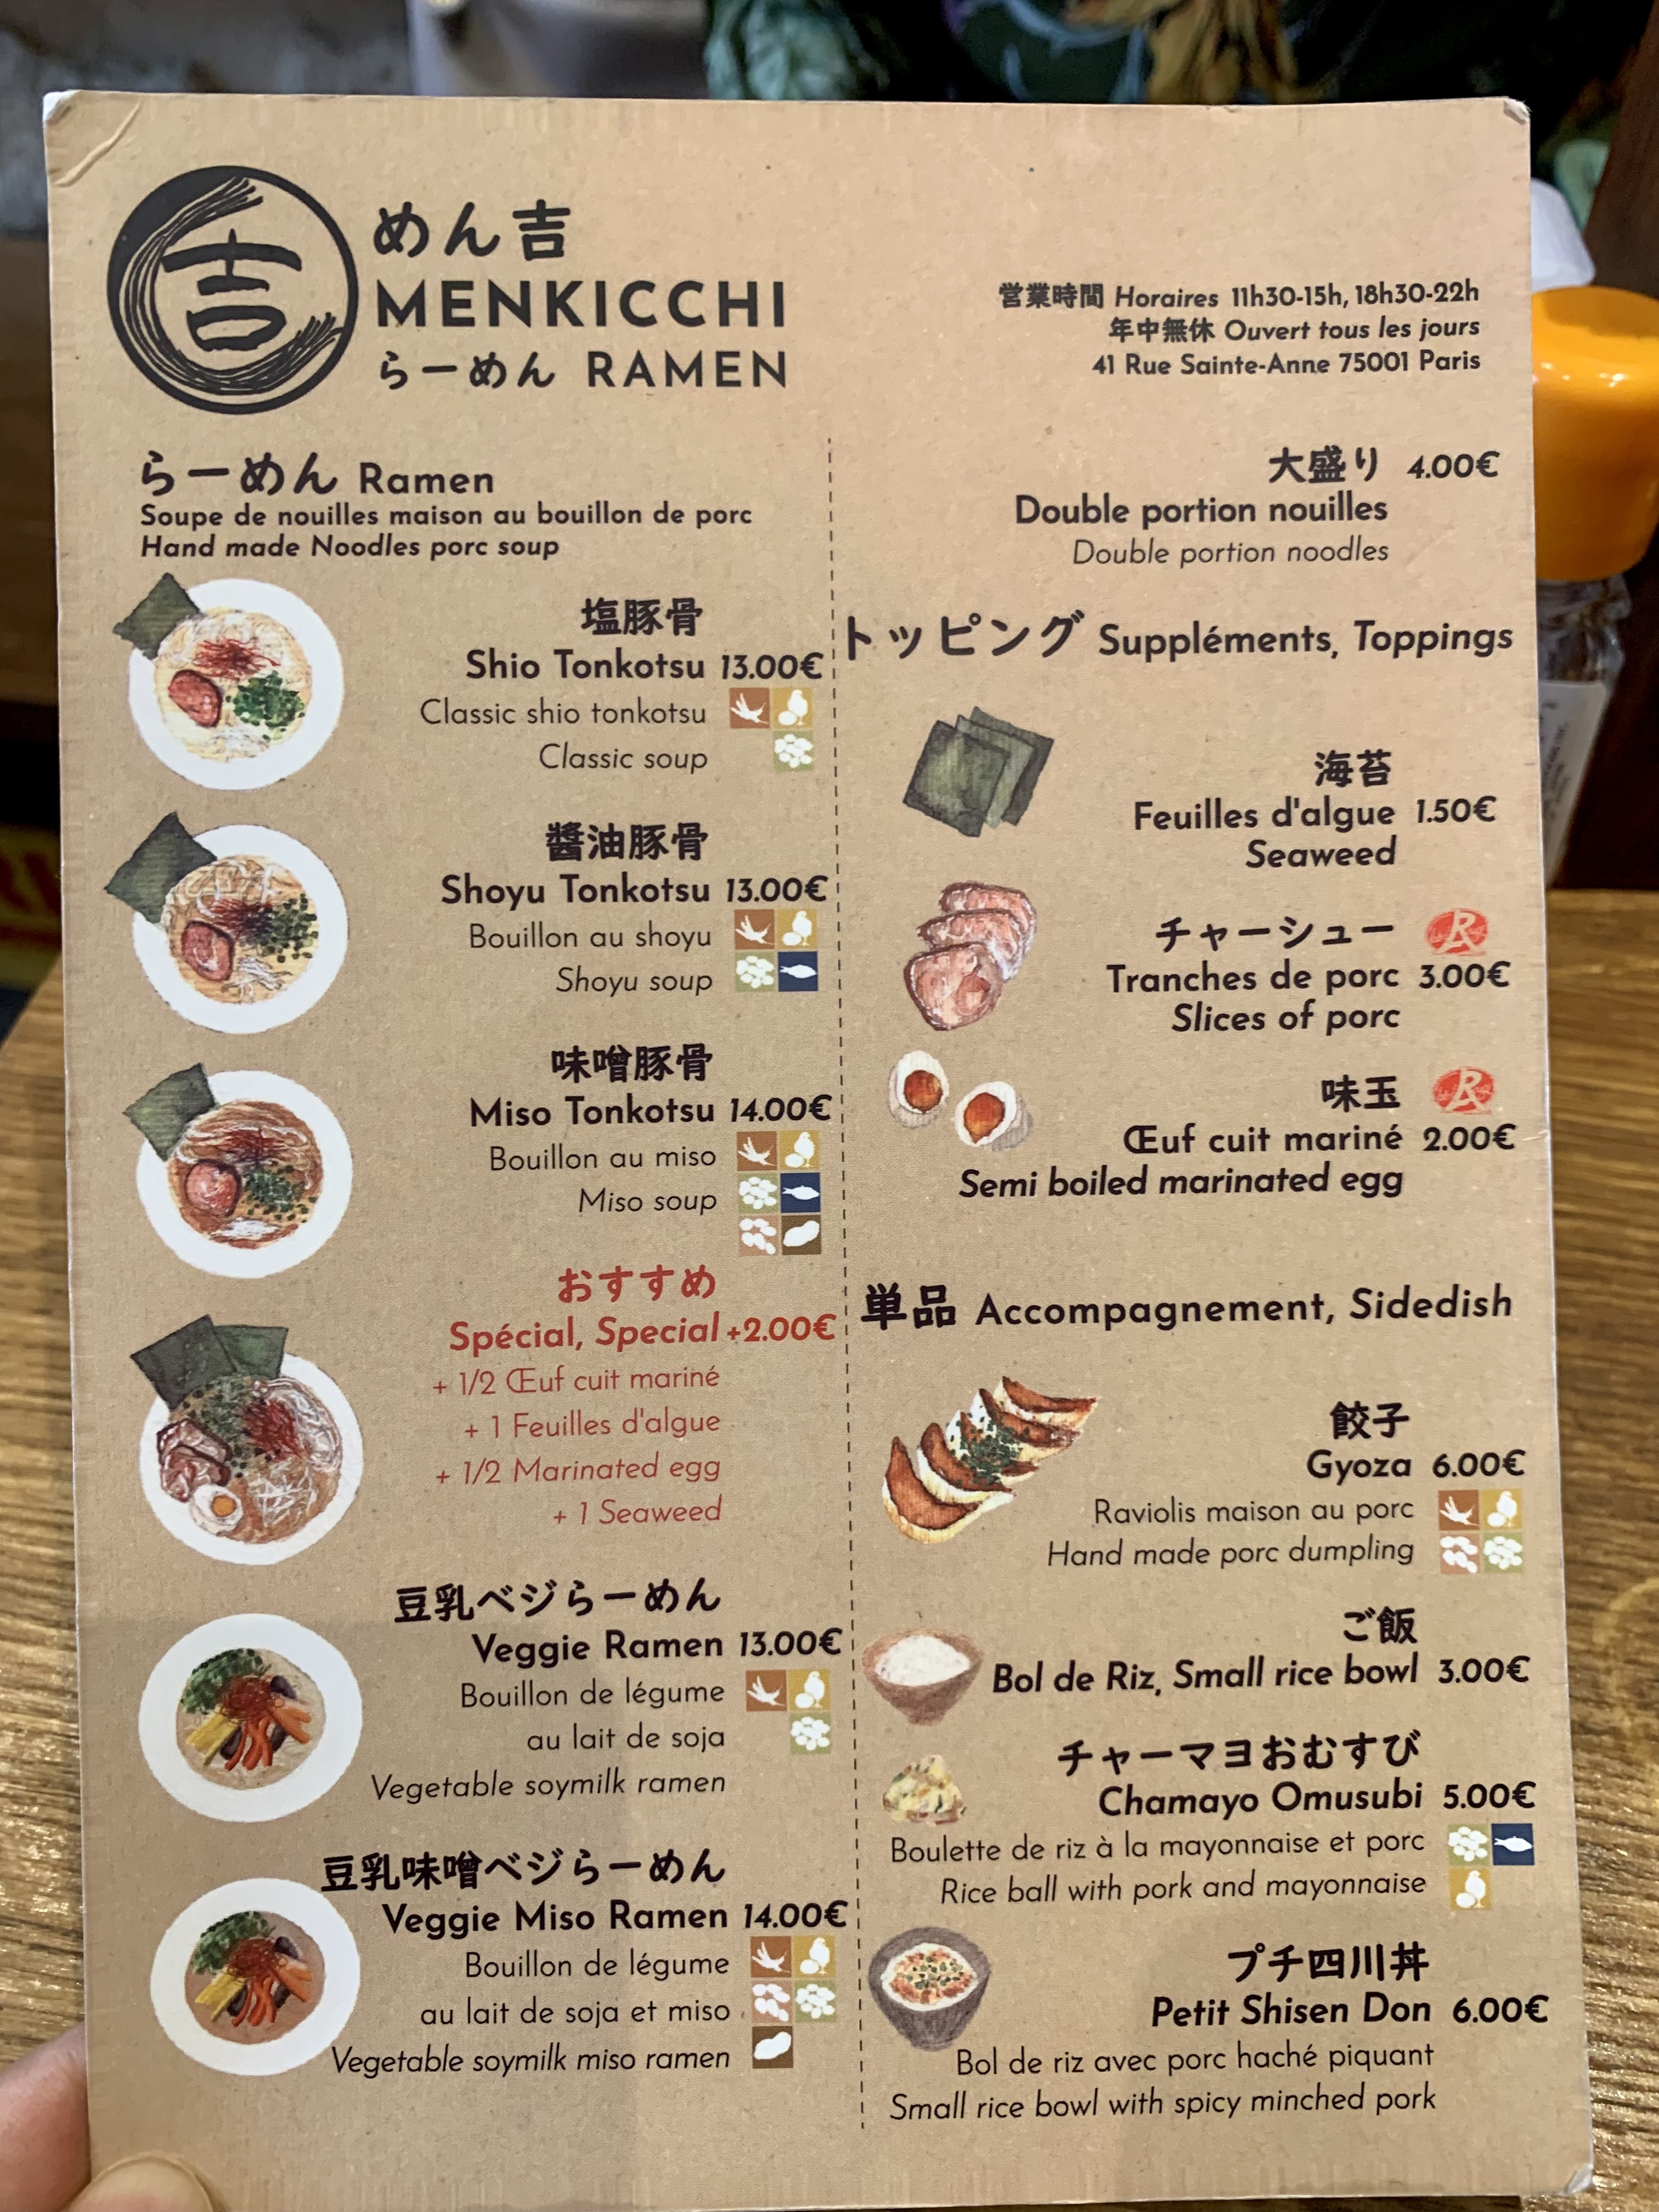 吉
めん吉
MENKICCHI
らーめん RAMEN
営業時間 Horaires 11h30-15h, 18h30-22h
年中無休 Ouvert tous les jours
41 Rue Sainte-Anne 75001 Paris
らーめん Ramen
Soupe de nouilles maison au bouillon de porc
Hand made Noodles porc soup
塩豚骨
Shio Tonkotsu 13.00€
Classic shio tonkotsu
Classic soup
醬油豚骨
Shoyu Tonkotsu 13.00€
Bouillon au shoyu
Shoyu soup
味噌豚骨
Miso Tonkotsu 14.00€
Bouillon au miso
Miso soup
おすすめ
Spécial, Special +2.00€
+ 1/2 Œuf cuit mariné
+ 1 Feuilles d'algue
+ 1/2 Marinated egg
+ 1 Seaweed
豆乳ベジらーめん
Veggie Ramen 13.00€
Bouillon de légume
au lait de soja
Vegetable soymilk ramen
豆乳味噌ベジらーめん
Veggie Miso Ramen 14.00€
Bouillon de légume
au lait de soja et miso
Vegetable soymilk miso ramen
大盛り 4.00€
Double portion nouilles
Double portion noodles
トッピング Suppléments, Toppings
海苔
Feuilles d'algue 1.50€
Seaweed
チャーシュー
Tranches de porc 3.00€
Slices of porc
味玉
Œuf cuit mariné 2.00€
Semi boiled marinated egg
単品 Accompagnement, Sidedish
餃子
Gyoza 6.00€
Raviolis maison au porc
Hand made porc dumpling
ご飯
Bol de Riz, Small rice bowl 3.00€
チャーマヨおむすび
Chamayo Omusubi 5.00€
Boulette de riz à la mayonnaise et porc
Rice ball with pork and mayonnaise
プチ四川丼
Petit Shisen Don 6.00€
Bol de riz avec porc haché piquant
Small rice bowl with spicy minched pork